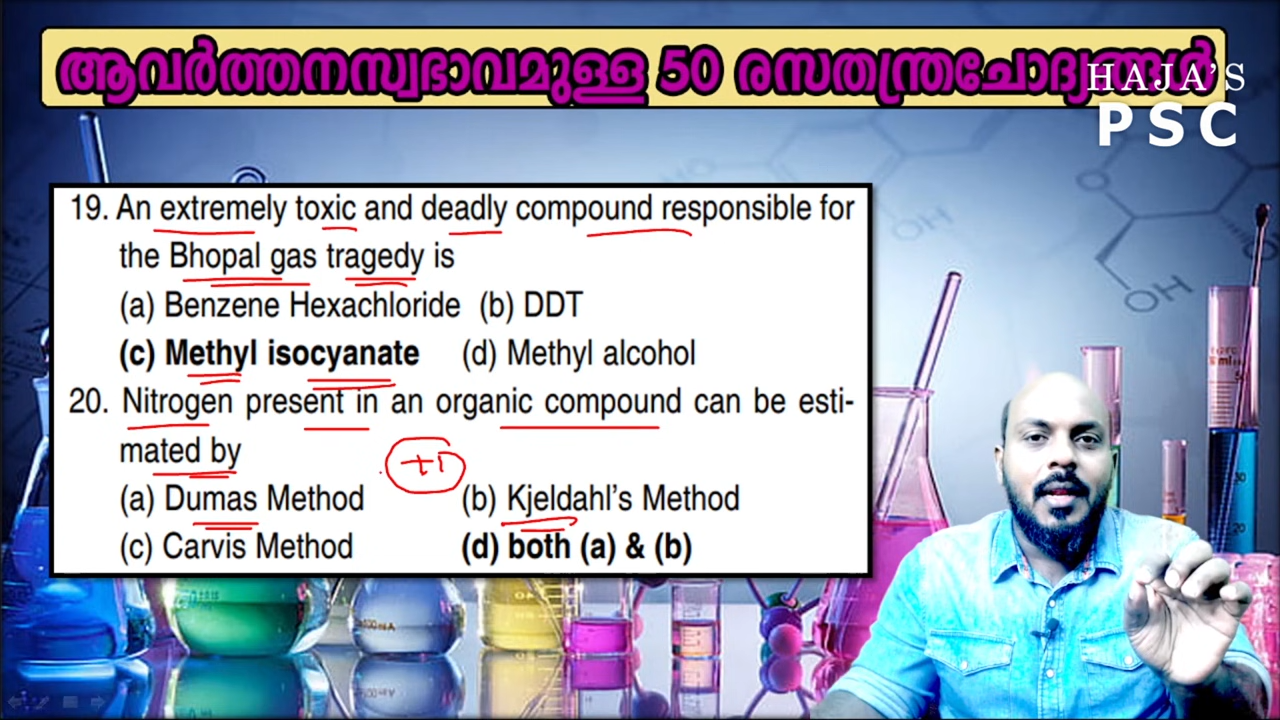 ആവർത്തനസ്വഭാവമുള്ള 50 രസതന്ത്രചോദ്യങ്ങൾ
HAJA'S
PSC
19. An extremely toxic and deadly compound responsible for
the Bhopal gas tragedy is
(a) Benzene Hexachloride (b) DDT
(c) Methyl isocyanate (d) Methyl alcohol
20. Nitrogen present in an organic compound can be esti-
mated by
(a) Dumas Method (b) Kjeldahl's Method
(c) Carvis Method (d) both (a) & (b)
OH
OH